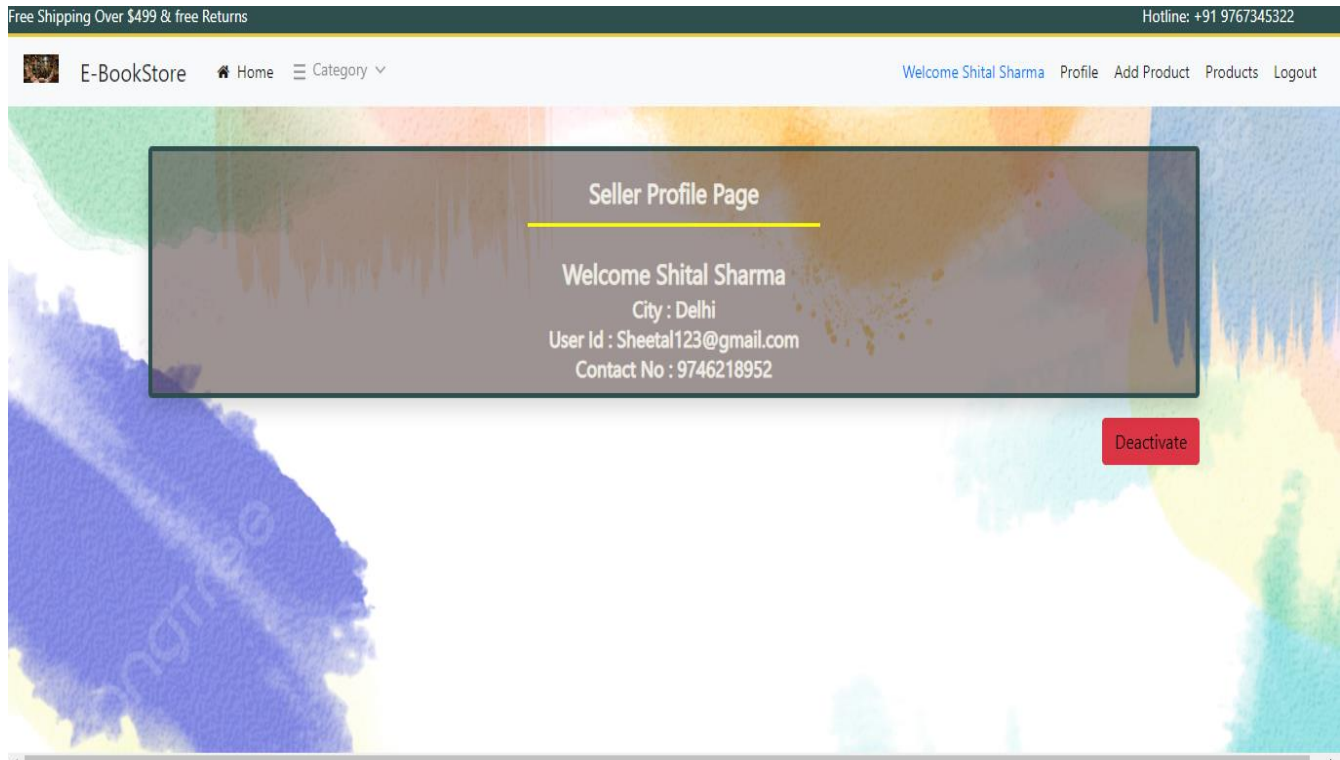 Free Shipping Over $499 & free Returns Hotline: +91 9767345322
E-BookStore Home Category Welcome Shital Sharma Profile Add Product Products Logout
Seller Profile Page
Welcome Shital Sharma
City : Delhi
User Id : Sheetal123@gmail.com
Contact No : 9746218952
Deactivate